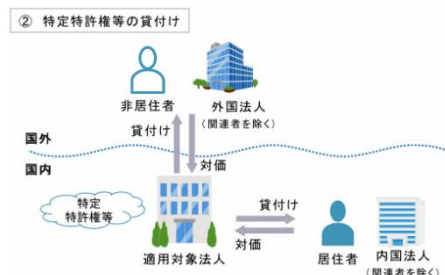 ② 特定特許権等の貸付け
非居住者
外国法人
(関連者を除く)
貸付け
対価
国外
国内
特定
特許権等
適用対象法人
貸付け
対価
居住者
内国法人
(関連者を除く)